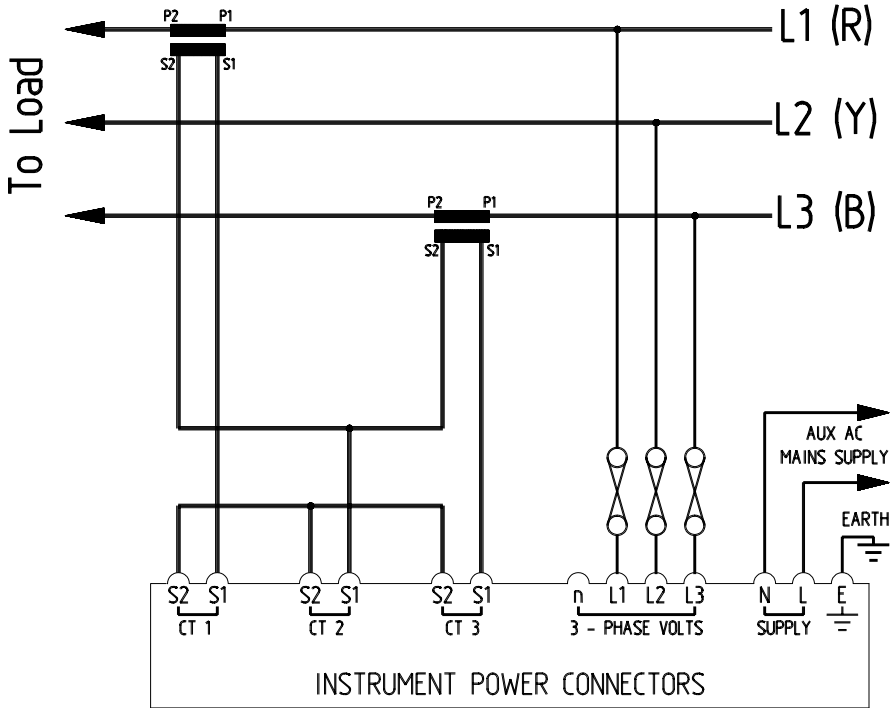 P2 P1
L1 (R)
S2 S1
To Load
L2 (Y)
P2 P1
L3 (B)
S2 S1
AUX AC
MAINS SUPPLY
EARTH
S2 S1 S2 S1 S2 S1 n L1 L2 L3 N L E
CT 1 CT 2 CT 3 3 - PHASE VOLTS SUPPLY
INSTRUMENT POWER CONNECTORS